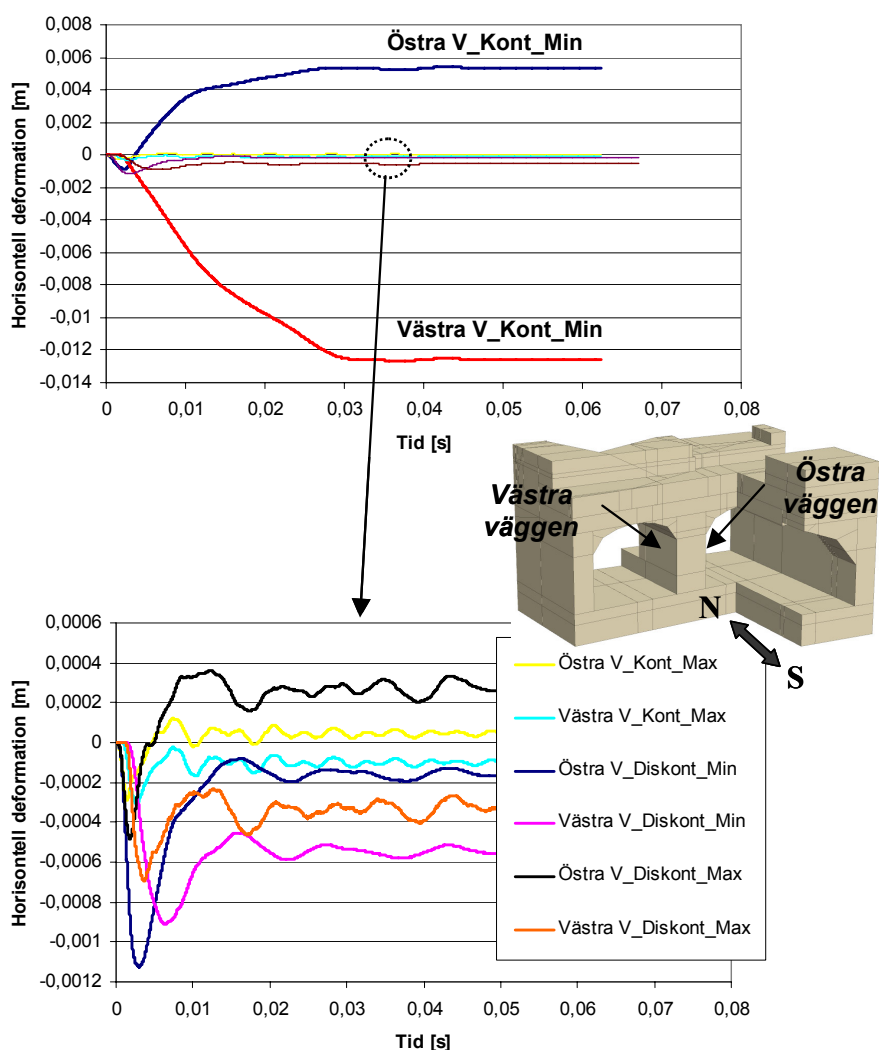 0,008
0,006
0,004
0,002
0
-0,002
-0,004
-0,006
-0,008
-0,01
-0,012
-0,014
Horisontell deformation [m]
Östra V_Kont_Min
Västra V_Kont_Min
0 0,01 0,02 0,03 0,04 0,05 0,06 0,07 0,08
Tid [s]
Västra
väggen
Östra
väggen
N
S
0,0006
0,0004
0,0002
0
-0,0002
-0,0004
-0,0006
-0,0008
-0,001
-0,0012
Horisontell deformation [m]
Östra V_Kont_Max
Västra V_Kont_Max
Östra V_Diskont_Min
Västra V_Diskont_Min
Östra V_Diskont_Max
Västra V_Diskont_Max
0 0,01 0,02 0,03 0,04 0,05 0,06 0,07 0,08
Tid [s]